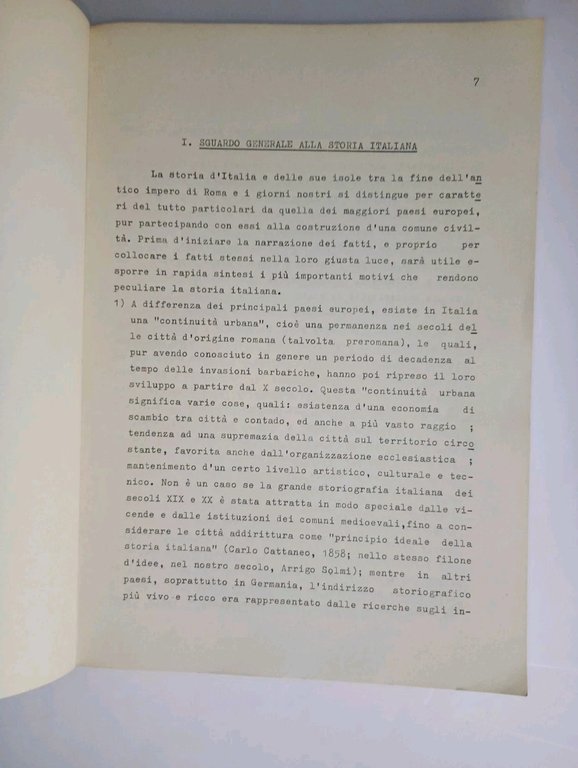 7
I. SGUARDO GENERALE ALLA STORIA ITALIANA
La storia d'Italia e delle sue isole tra la fine dell'an
tico impero di Roma e i giorni nostri si distingue per caratte
ri del tutto particolari da quella dei maggiori paesi europei,
pur partecipando con essi alla costruzione d'una comune civil-
tà. Prima d'iniziare la narrazione dei fatti, e proprio per
collocare i fatti stessi nella loro giusta luce, sarà utile e-
sporre in rapida sintesi i più importanti motivi che rendono
peculiare la storia italiana.
1) A differenza dei principali paesi europei, esiste in Italia
una "continuità urbana", cioè una permanenza nei secoli del
le città d'origine romana (talvolta preromana), le quali,
pur avendo conosciuto in genere un periodo di decadenza al
tempo delle invasioni barbariche, hanno poi ripreso il loro
sviluppo a partire dal X secolo. Questa "continuità urbana
significa varie cose, quali: esistenza d'una economia di
scambio tra città e contado, ed anche a più vasto raggio ;
tendenza ad una supremazia della città sul territorio circo
stante, favorita anche dall'organizzazione ecclesiastica ;
mantenimento d'un certo livello artistico, culturale e tec-
nico. Non è un caso se la grande storiografia italiana dei
secoli XIX e XX è stata attratta in modo speciale dalle vi-
cende e dalle istituzioni dei comuni medioevali,fino a con-
siderare le città addirittura come "principio ideale della
storia italiana" (Carlo Cattaneo, 1858; nello stesso filone
d'idee, nel nostro secolo, Arrigo Solmi); mentre in altri
paesi, soprattutto in Germania, l'indirizzo storiografico
più vivo e ricco era rappresentato dalle ricerche sugli in-